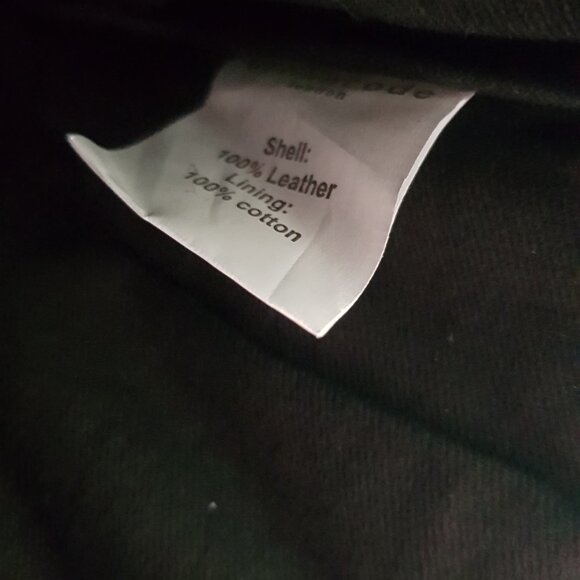 Shell:
100% Leather
Lining:
100% cotton